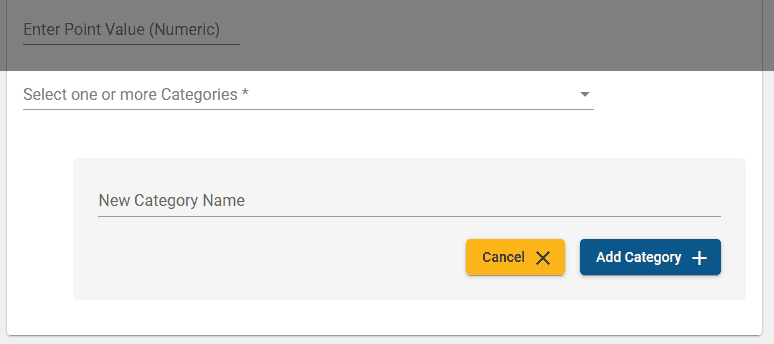 Enter Point Value (Numeric)
Select one or more Categories *
New Category Name
Cancel
Add Category